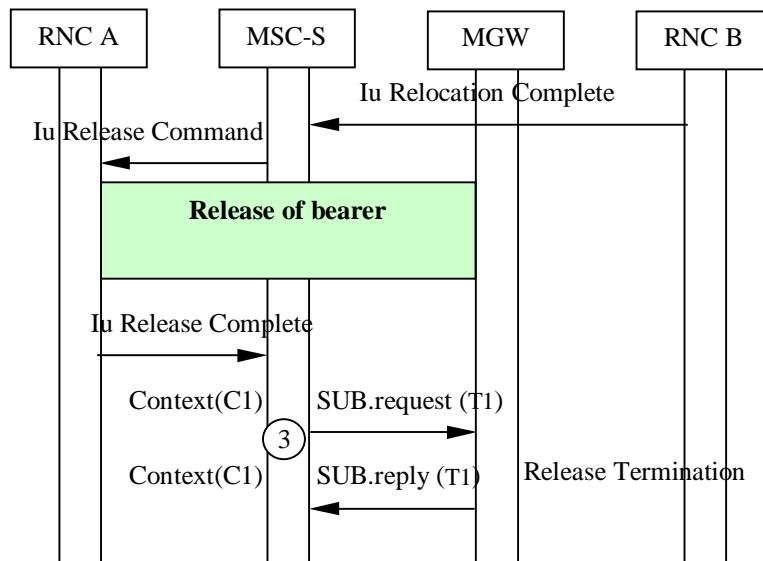 RNC A
MSC-S
MGW
RNC B
Iu Relocation Complete
Iu Release Command
Release of bearer
Iu Release Complete
Context(C1)
SUB.request (T1)
3
Context(C1)
SUB.reply (T1)
Release Termination